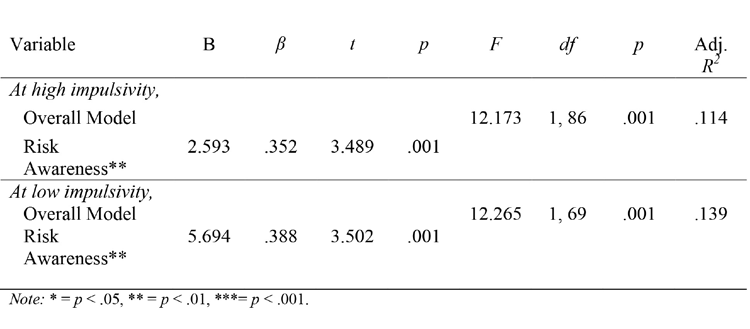 Variable B β t p F df p Adj. R²
At high impulsivity,
Overall Model 12.173 1, 86 .001 .114
Risk 2.593 .352 3.489 .001
Awareness**
At low impulsivity,
Overall Model 12.265 1, 69 .001 .139
Risk 5.694 .388 3.502 .001
Awareness**
Note: * = p < .05, ** = p < .01, ***= p < .001.